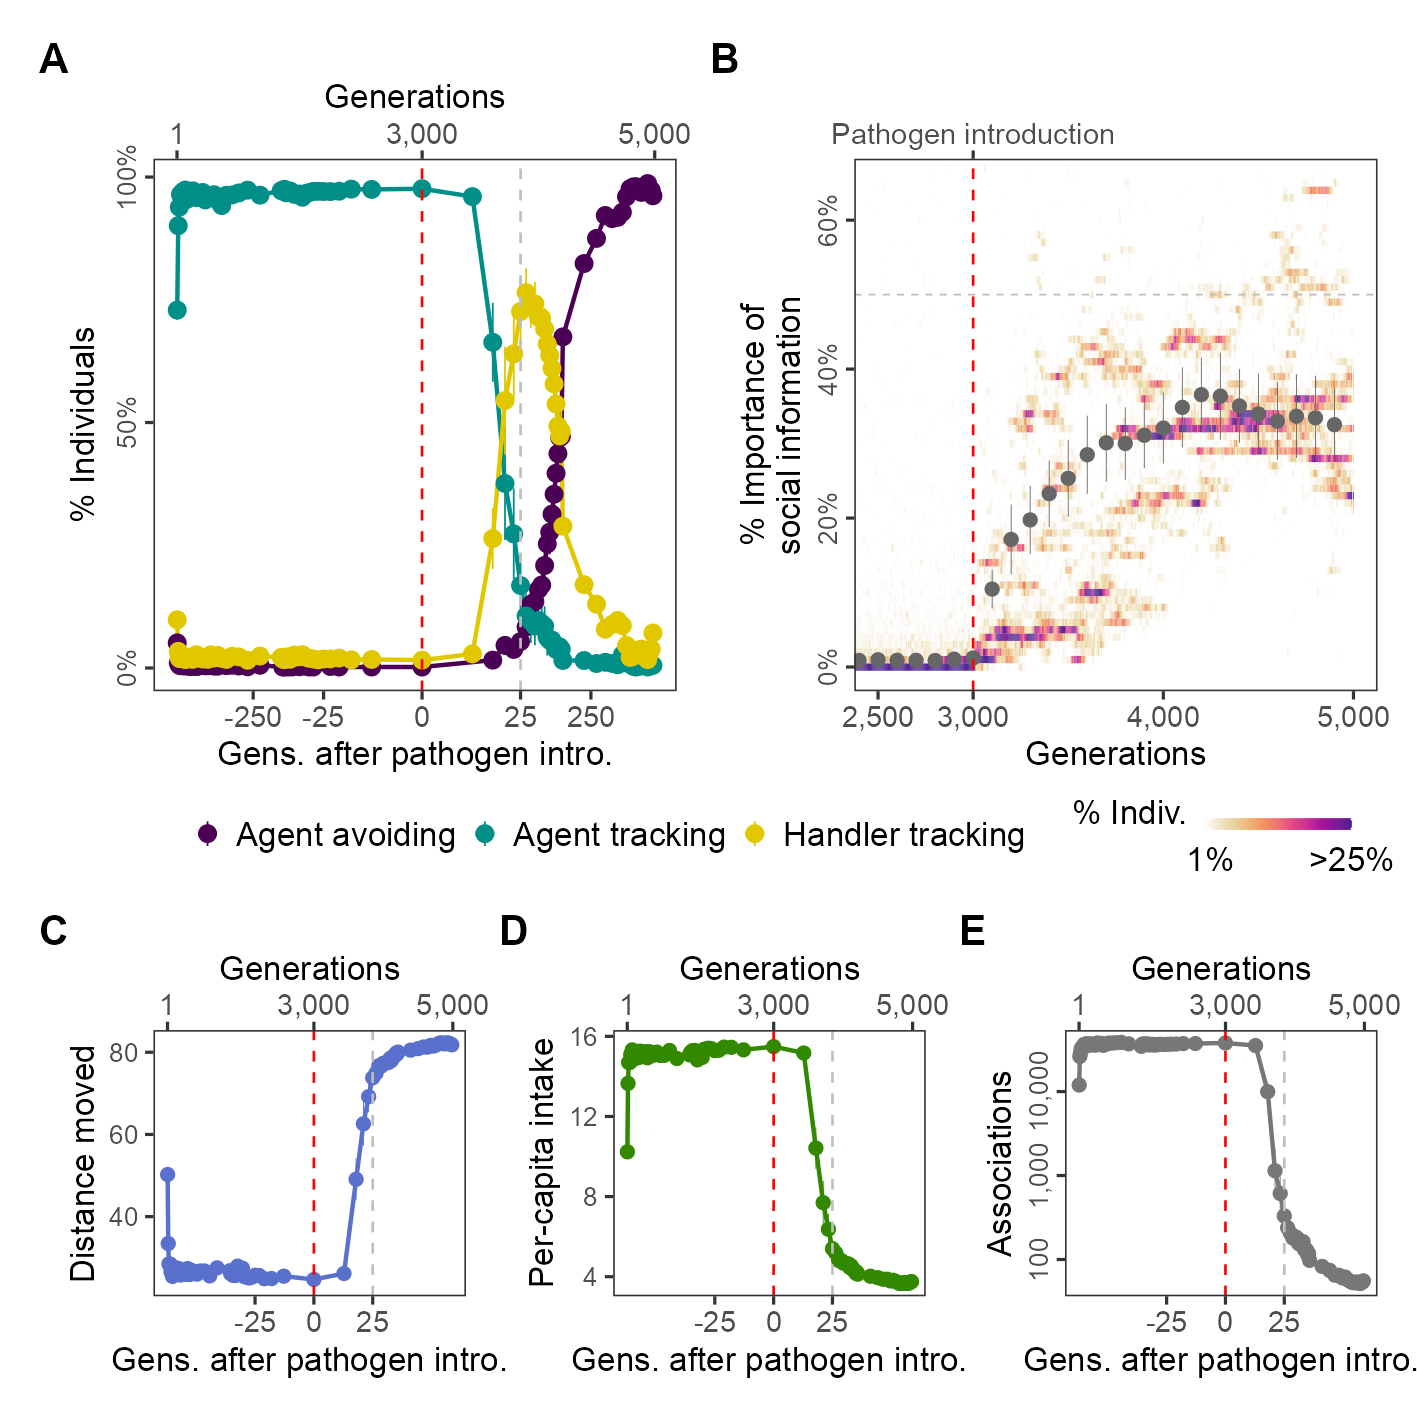 A
B
Generations
1 3,000 5,000
Pathogen introduction
100%
50%
0%
% Individuals
-250 -25 0 25 250
Gens. after pathogen intro.
60%
40%
20%
0%
% Importance of
social information
2,500 3,000 4,000 5,000
Generations
Agent avoiding Agent tracking Handler tracking
% Indiv.
1% >25%
C
D
E
Generations
1 3,000 5,000
80
60
40
Distance moved
-25 0 25
Gens. after pathogen intro.
Generations
1 3,000 5,000
16
12
8
4
Per-capita intake
-25 0 25
Gens. after pathogen intro.
Generations
1 3,000 5,000
10,000
1,000
100
Associations
-25 0 25
Gens. after pathogen intro.